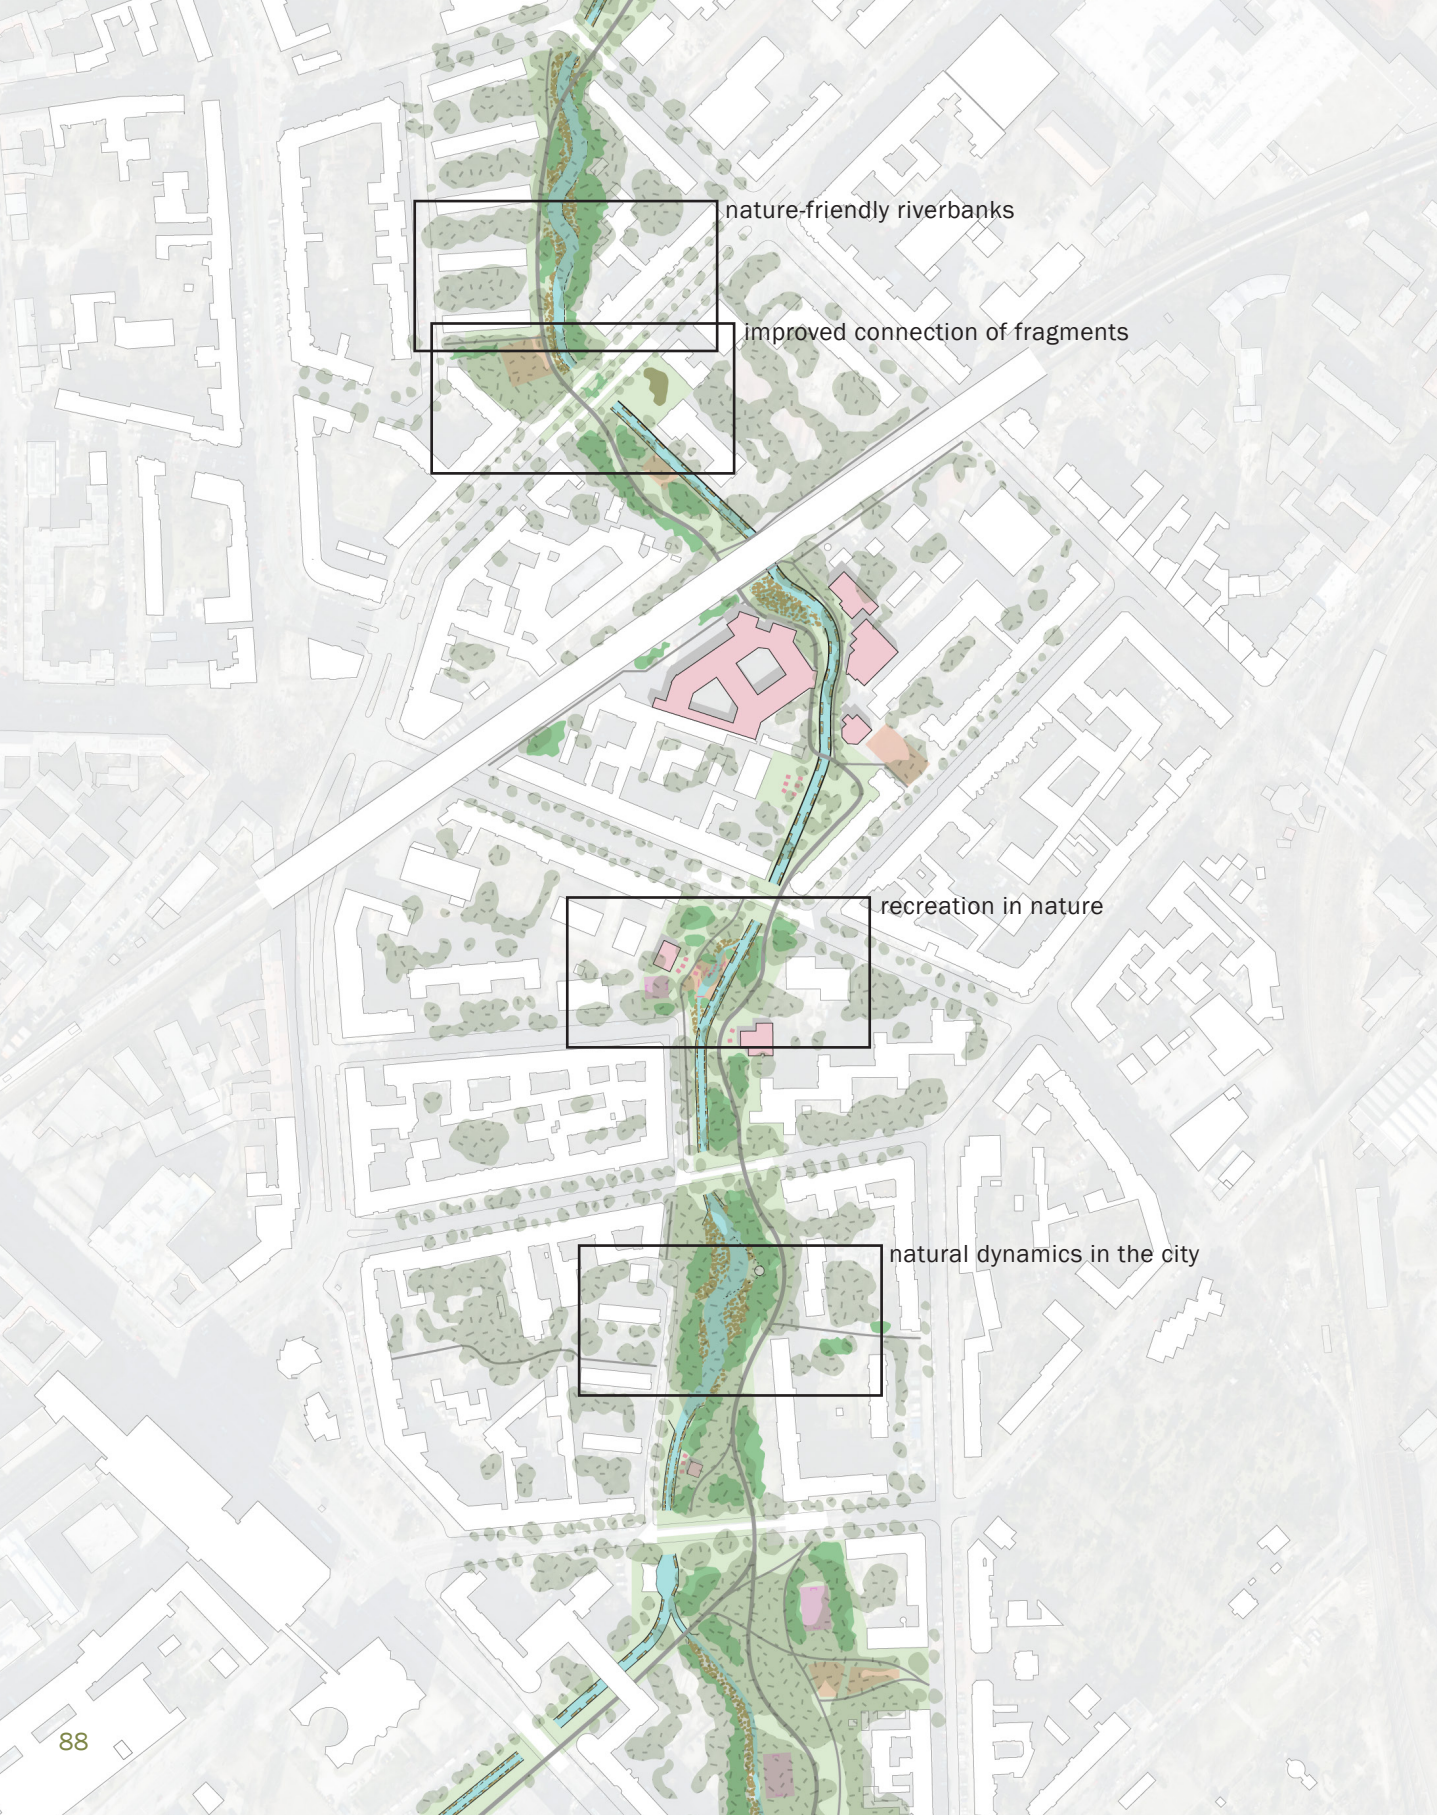 nature-friendly riverbanks
improved connection of fragments
recreation in nature
natural dynamics in the city
88